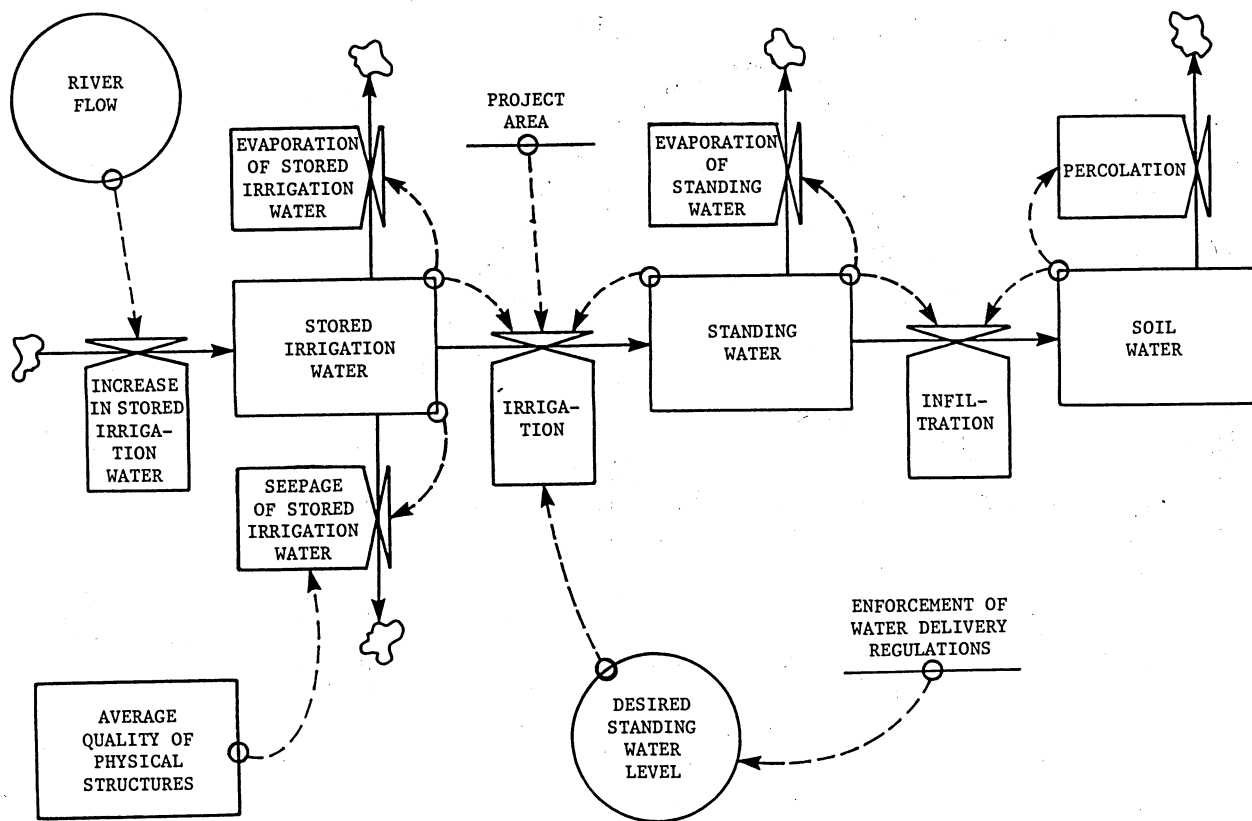 RIVER
FLOW
EVAPORATION
OF STORED
IRRIGATION
WATER
PROJECT
AREA
EVAPORATION
OF
STANDING
WATER
PERCOLATION
INCREASE
IN STORED
IRRIGA-
TION
WATER
STORED
IRRIGATION
WATER
IRRIGA-
TION
STANDING
WATER
INFIL-
TRATION
SOIL
WATER
SEEPAGE
OF STORED
IRRIGATION
WATER
AVERAGE
QUALITY OF
PHYSICAL
STRUCTURES
DESIRED
STANDING
WATER
LEVEL
ENFORCEMENT OF
WATER DELIVERY
REGULATIONS